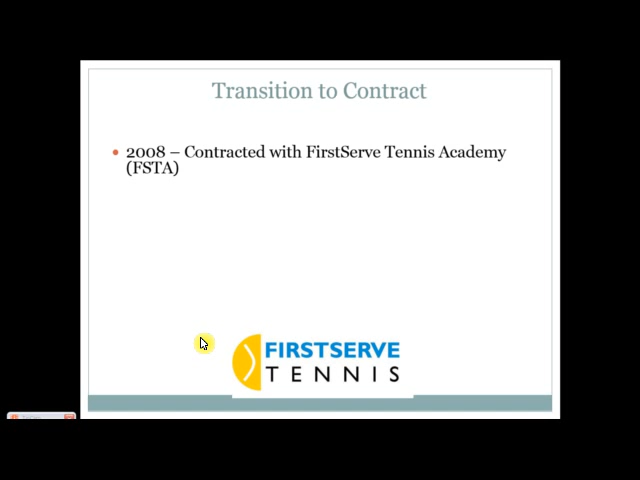 Transition to Contract
• 2008 – Contracted with FirstServe Tennis Academy
(FSTA)
FIRSTSERVE
TENNIS